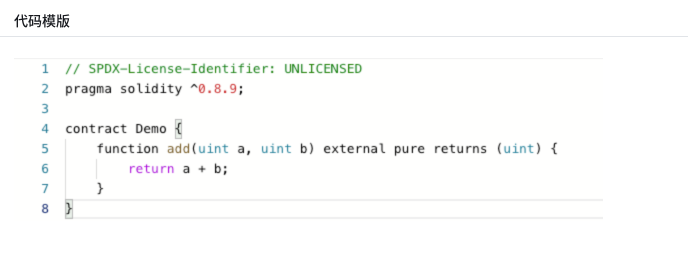 代码模版
1 // SPDX-License-Identifier: UNLICENSED
2 pragma solidity ^0.8.9;
3
4 contract Demo {
5     function add(uint a, uint b) external pure returns (uint) {
6         return a + b;
7     }
8 }